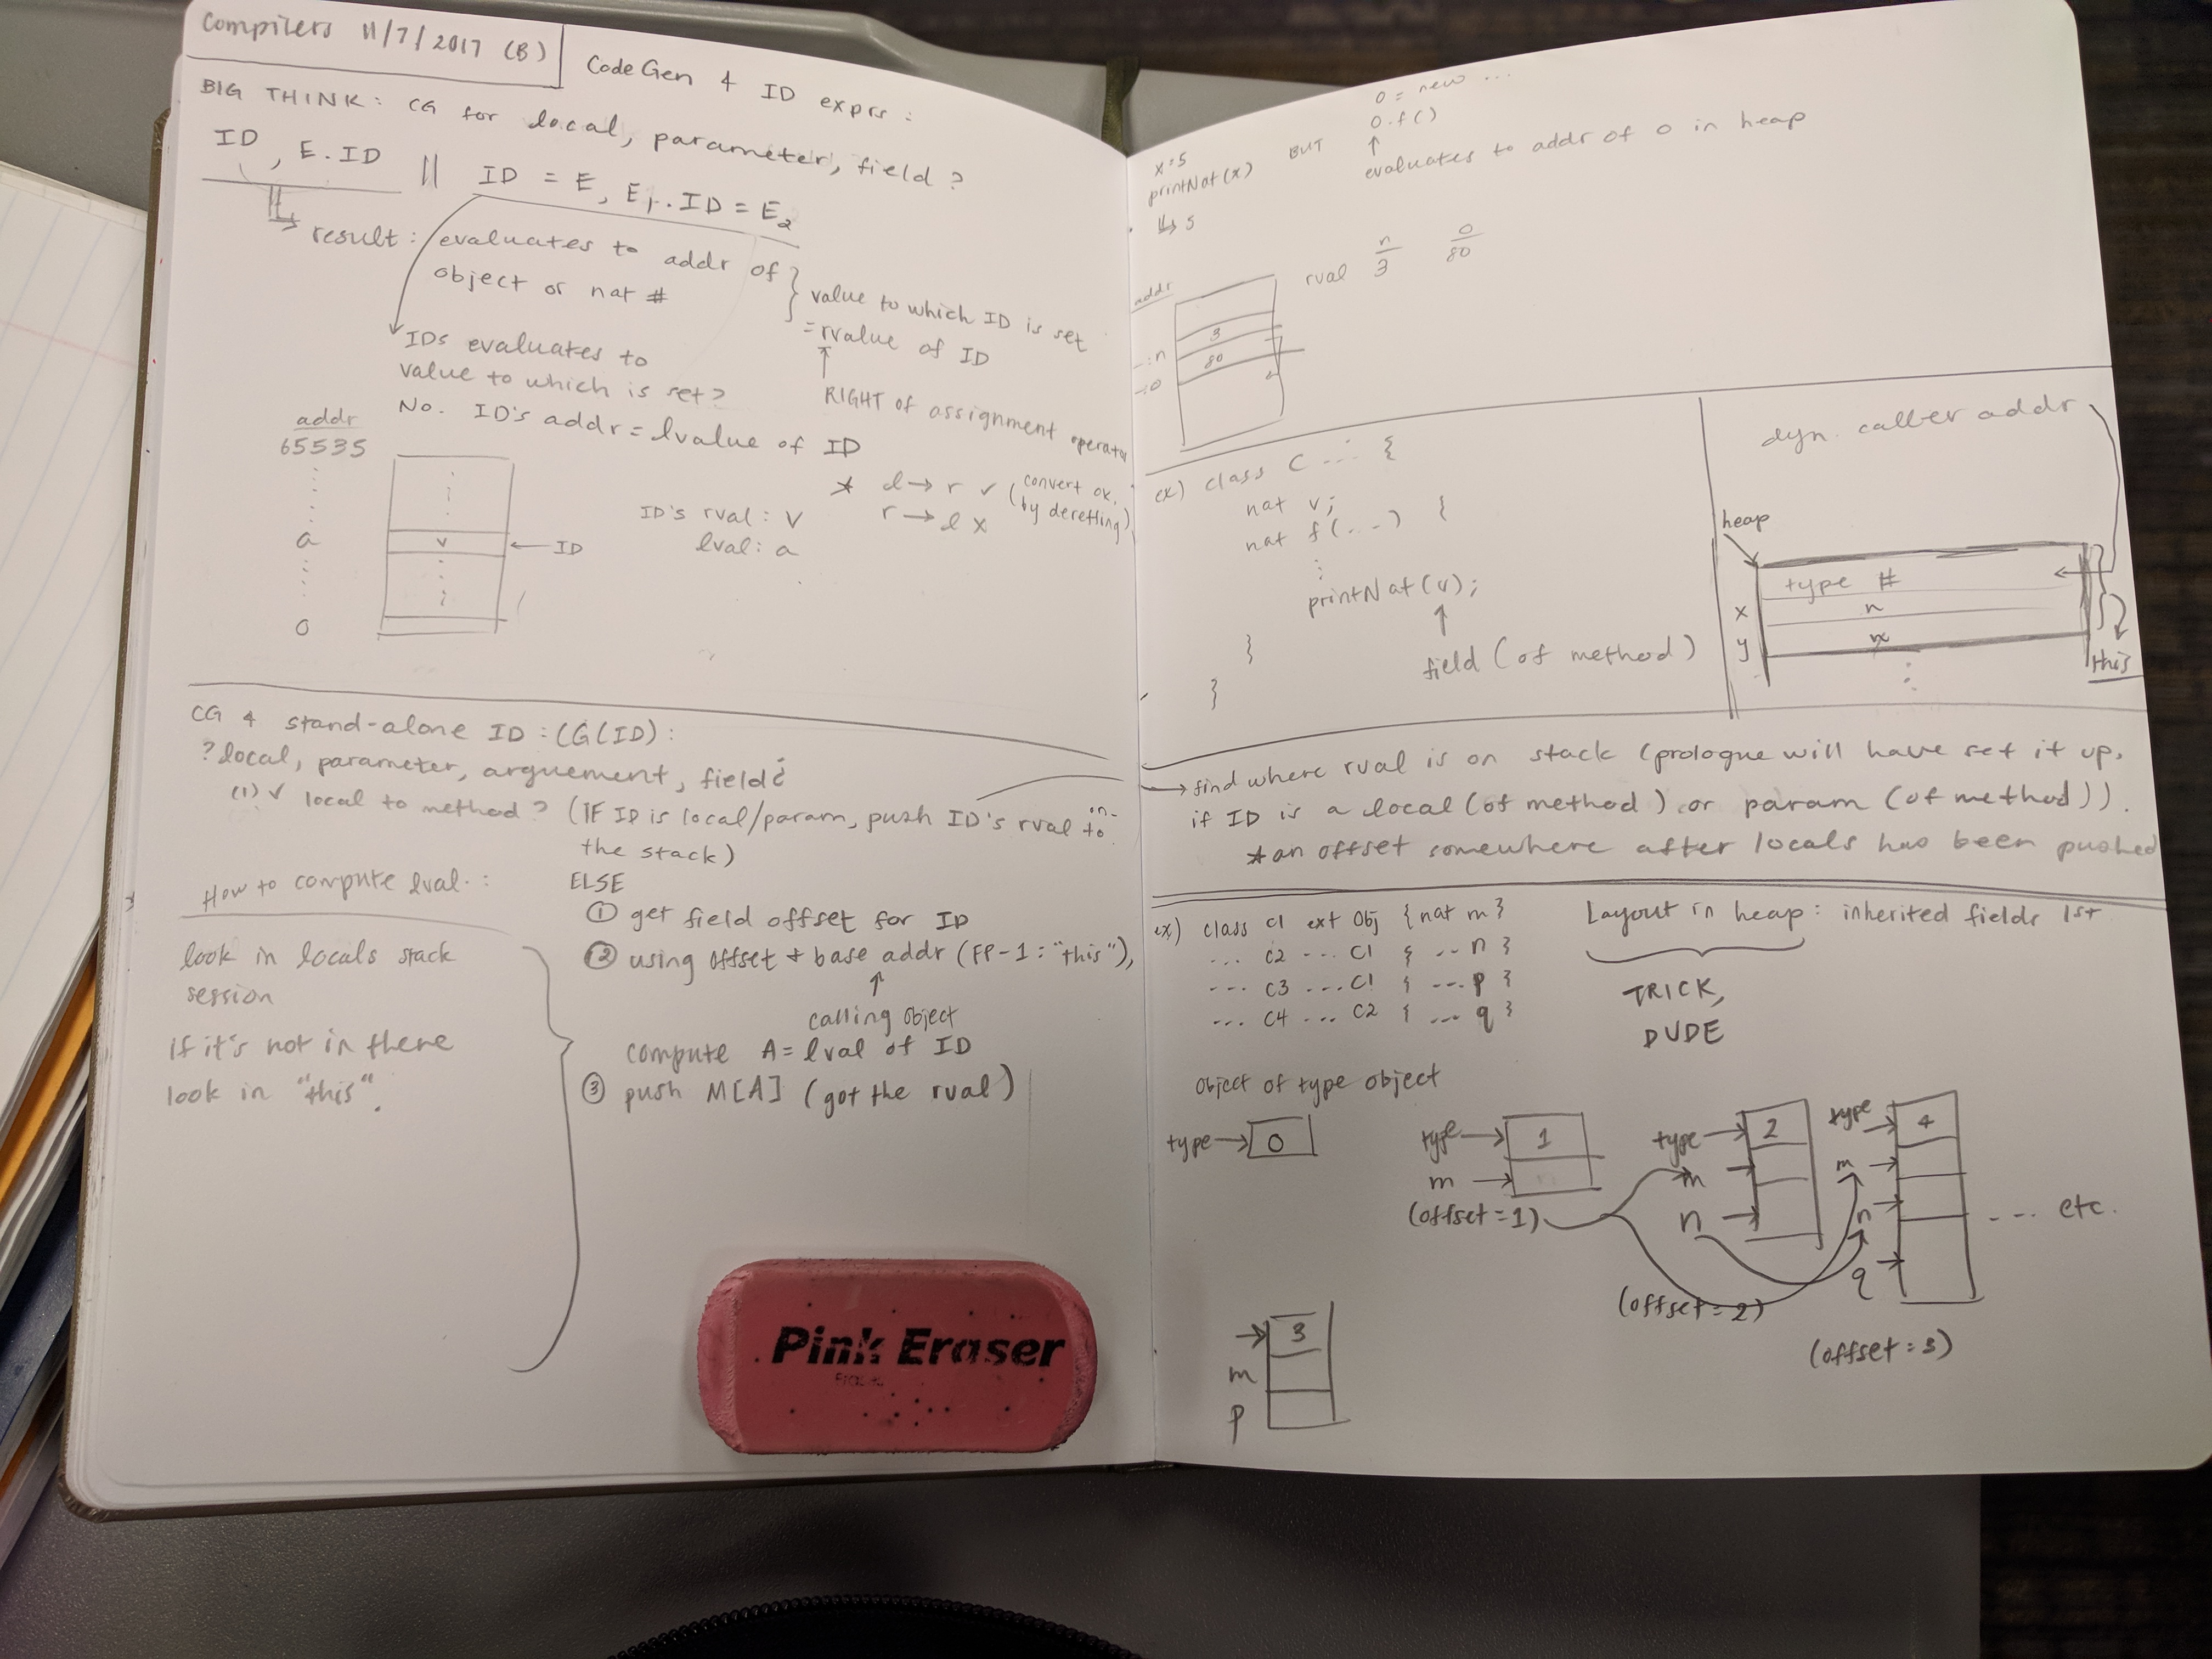 Compilers 11/7/2017 (B)
CodeGen 4 ID exprs :
BIG THINK: CG for local, parameter, field ?
ID , E.ID || ID = E, E1.ID = E2
result: evaluates to addr of
object or nat #
value to which ID is set
= rvalue of ID
RIGHT of assignment operator
IDs evaluates to
value to which is set?
No. ID's addr = lvalue of ID
* l → r ✓ (convert ok.
by dereffing)
r → l x
addr
65535
a
0
v
← ID
ID's rval: v
lval: a
CG 4 stand-alone ID : CG(ID) :
? local, parameter, arguement, field ¿
(1) ✓ local to method ? (IF ID is local/param, push ID's rval in-
to
the stack)
ELSE
① get field offset for ID
② using offset + base addr (FP-1: "this"),
↑
calling object
compute A = lval of ID
③ push M[A] (got the rval)
How to compute lval. :
look in locals stack
session
if it's not in there
look in "this".
Pink Eraser
x=5
printNat(x)
↳ 5
BUT
o = new ...
o.f()
↑
evaluates to addr of o in heap
rval n o
3 80
addr
3
n
80
o
ex) class C ... {
nat v;
nat f(...) {
printNat(v);
↑
field (of method)
}
}
dyn. caller addr
heap
type #
x n
y
this
→ find where rval is on stack (prologue will have set it up,
if ID is a local (of method) or param (of method)).
* an offset somewhere after locals has been pushed
ex) class C1 ext Obj {nat m}
... C2 ... C1 { ... n }
... C3 ... C1 { ... p }
... C4 ... C2 { ... q }
Layout in heap: inherited fields 1st
TRICK,
DUDE
Object of type object
type → 0
type → 1
m →
(offset = 1)
type → 2
m →
n →
(offset = 2)
type → 4
m →
n →
q →
(offset = 3)
... etc.
→ 3
m
p